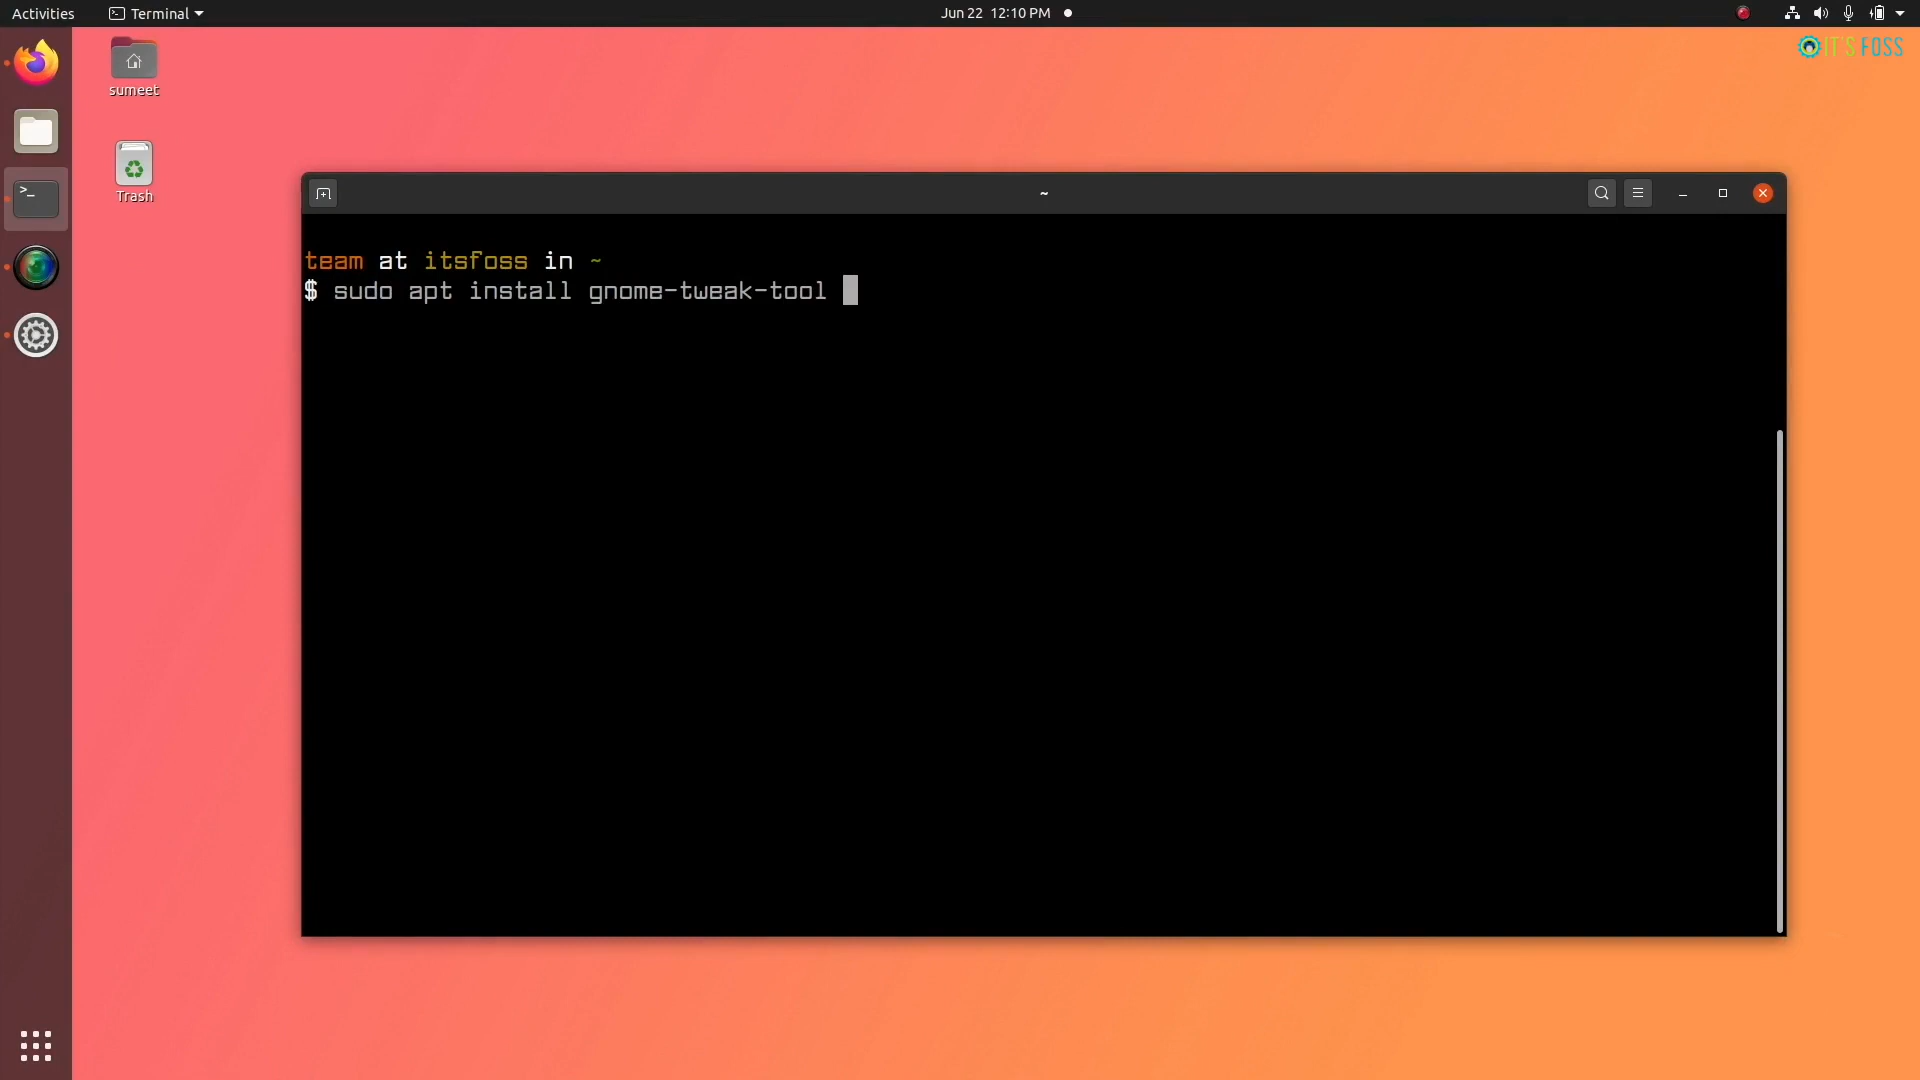 Activities Terminal Jun 22 12:10 PM
IT'S FOSS
sumeet
Trash
~
team at itsfoss in ~
$ sudo apt install gnome-tweak-tool
>_